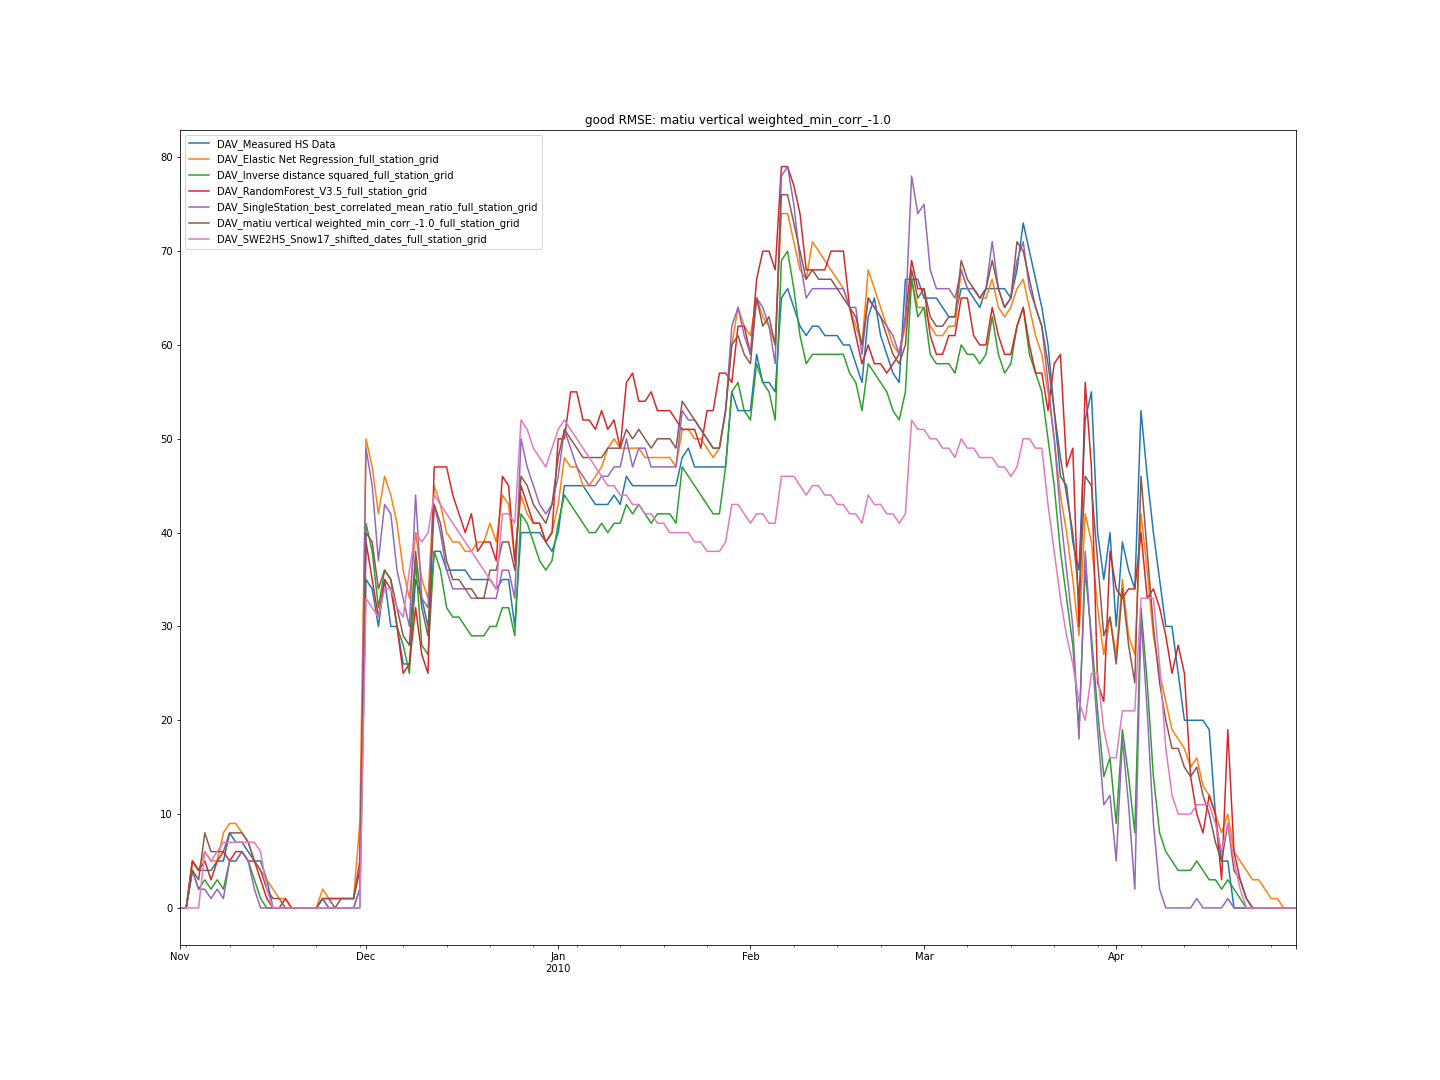 good RMSE: matiu vertical weighted_min_corr_-1.0
DAV_Measured HS Data
DAV_Elastic Net Regression_full_station_grid
DAV_Inverse distance squared_full_station_grid
DAV_RandomForest_V3.5_full_station_grid
DAV_SingleStation_best_correlated_mean_ratio_full_station_grid
DAV_matiu vertical weighted_min_corr_-1.0_full_station_grid
DAV_SWE2HS_Snow17_shifted_dates_full_station_grid
80
70
60
50
40
30
20
10
0
Nov Dec Jan Feb Mar Apr
2010